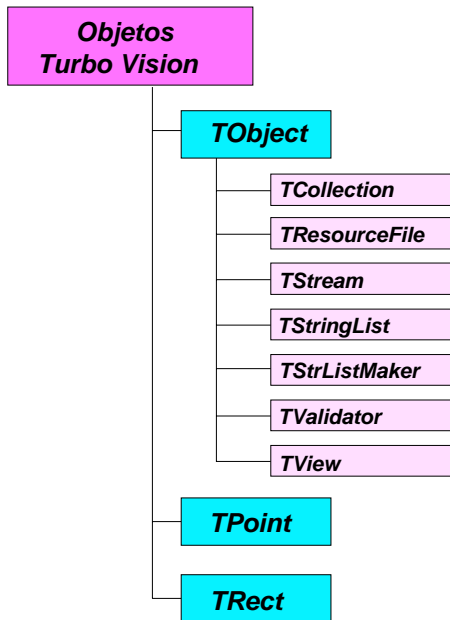 Objetos
Turbo Vision
TObject
TCollection
TResourceFile
TStream
TStringList
TStrListMaker
TValidator
TView
TPoint
TRect